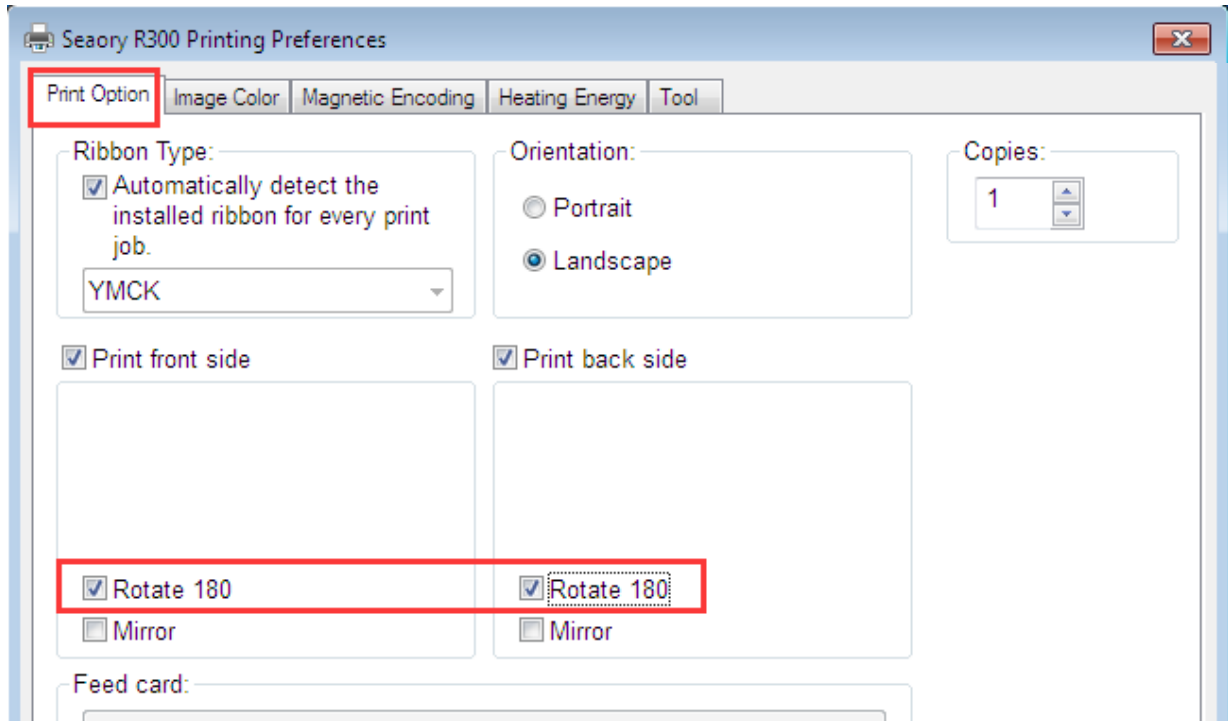 Seaory R300 Printing Preferences
Print Option
Image Color
Magnetic Encoding
Heating Energy
Tool
Ribbon Type:
Automatically detect the
installed ribbon for every print
job.
YMCK
Orientation:
Portrait
Landscape
Copies:
1
Print front side
Print back side
Rotate 180
Rotate 180
Mirror
Mirror
Feed card: